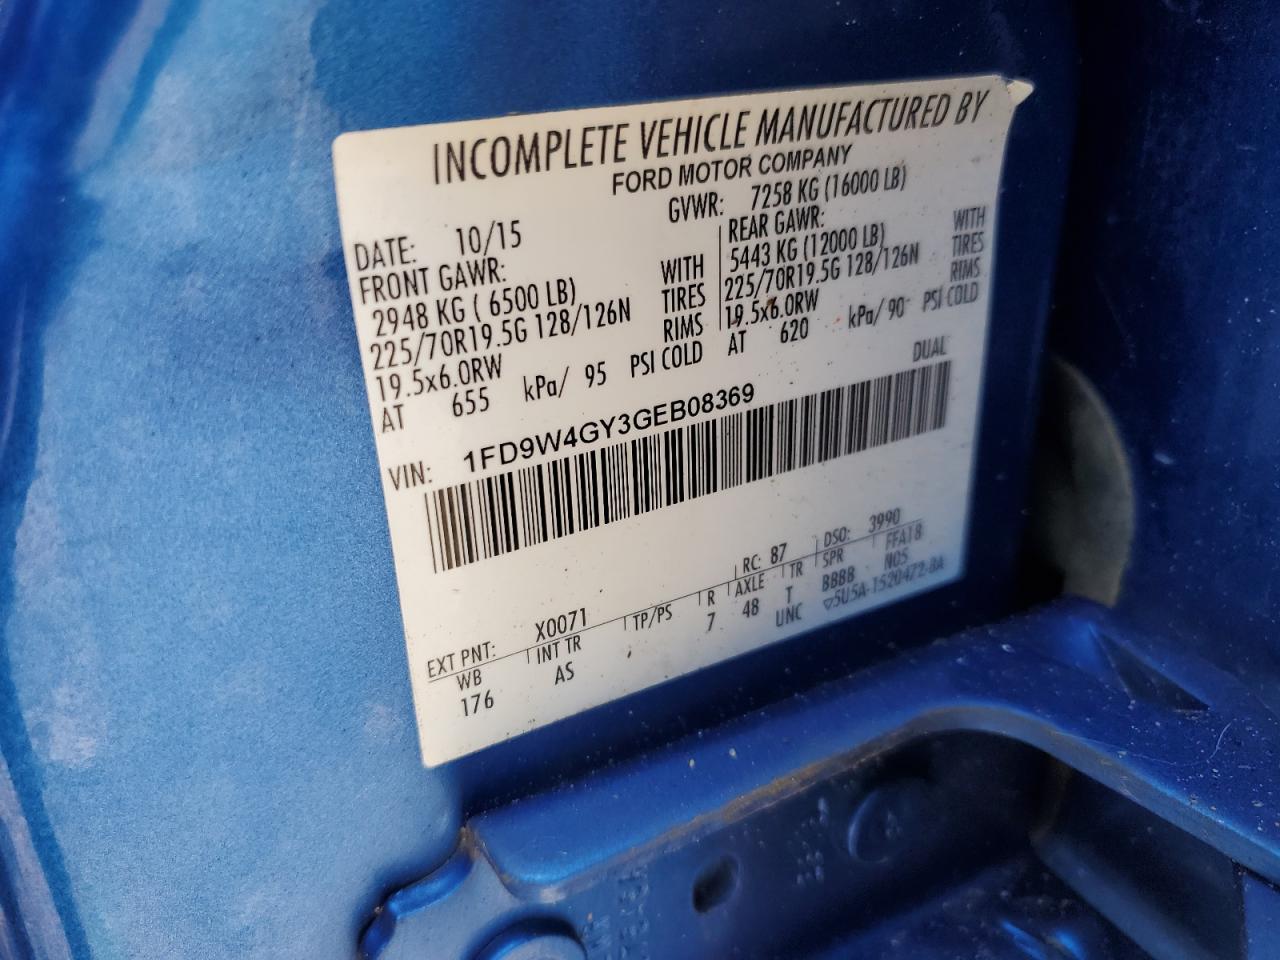 INCOMPLETE VEHICLE MANUFACTURED BY
FORD MOTOR COMPANY
DATE: 10/15 GVWR: 7258 KG (16000 LB)
FRONT GAWR: REAR GAWR:
2948 KG ( 6500 LB) WITH 5443 KG (12000 LB) WITH
225/70R19.5G 128/126N TIRES 225/70R19.5G 128/126N TIRES
19.5x6.0RW RIMS 19.5x6.0RW RIMS
AT 655 kPa/ 95 PSI COLD AT 620 kPa/ 90 PSI COLD
DUAL
VIN: 1FD9W4GY3GEB08369
EXT PNT: X0071 RC: 87 DSO: 3990
WB INT TR TP/PS R AXLE TR SPR FFA18
176 AS 7 48 T BBBB N05
UNC ▽5U5A-1520472-BA